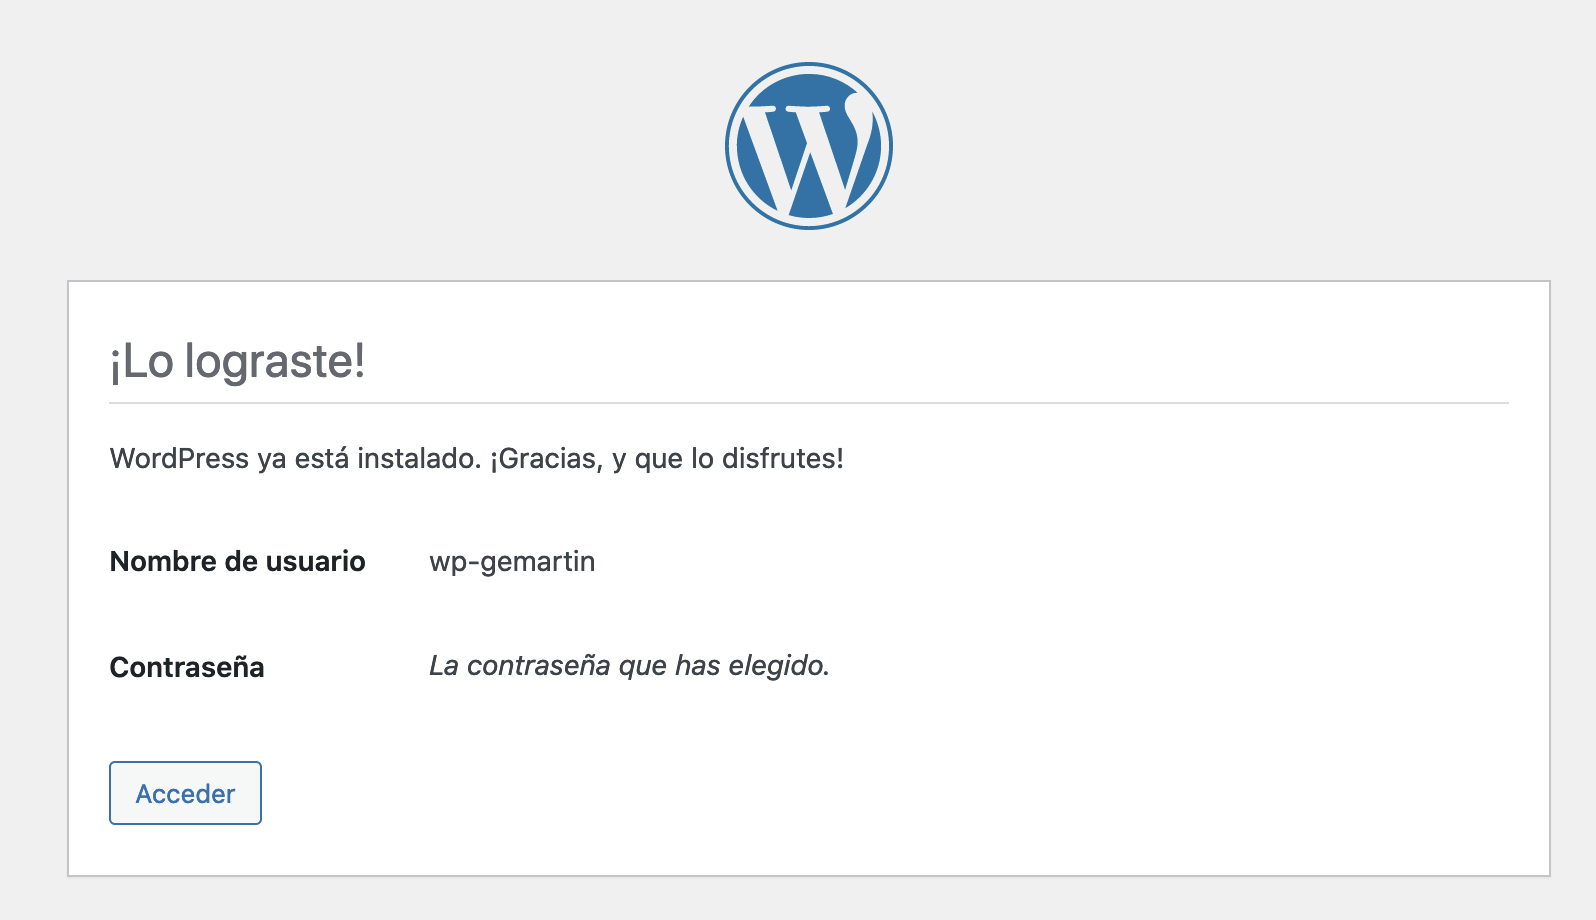 ¡Lo lograste!
WordPress ya está instalado. ¡Gracias, y que lo disfrutes!
Nombre de usuario wp-gemartin
Contraseña La contraseña que has elegido.
Acceder